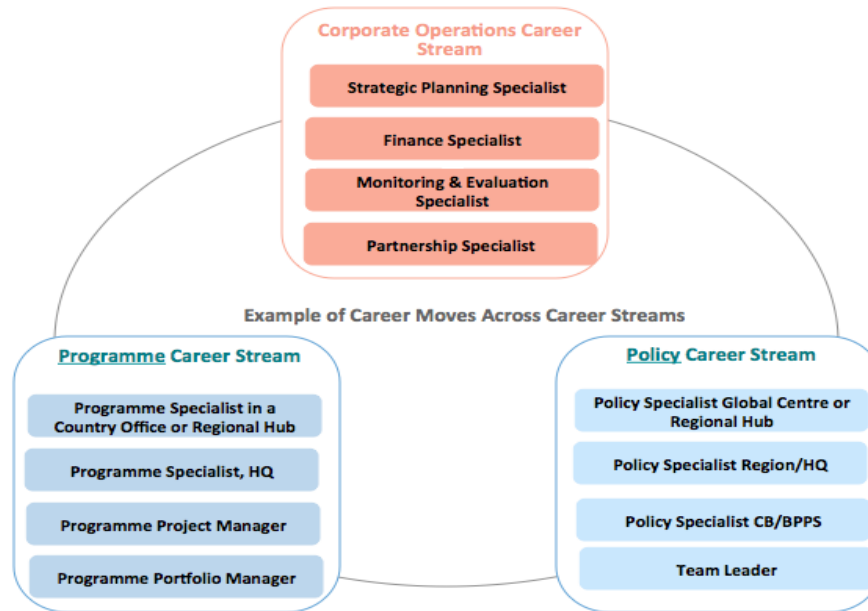 Corporate Operations Career
Stream
Strategic Planning Specialist
Finance Specialist
Monitoring & Evaluation
Specialist
Partnership Specialist
Example of Career Moves Across Career Streams
Programme Career Stream
Programme Specialist in a
Country Office or Regional Hub
Programme Specialist, HQ
Programme Project Manager
Programme Portfolio Manager
Policy Career Stream
Policy Specialist Global Centre or
Regional Hub
Policy Specialist Region/HQ
Policy Specialist CB/BPPS
Team Leader